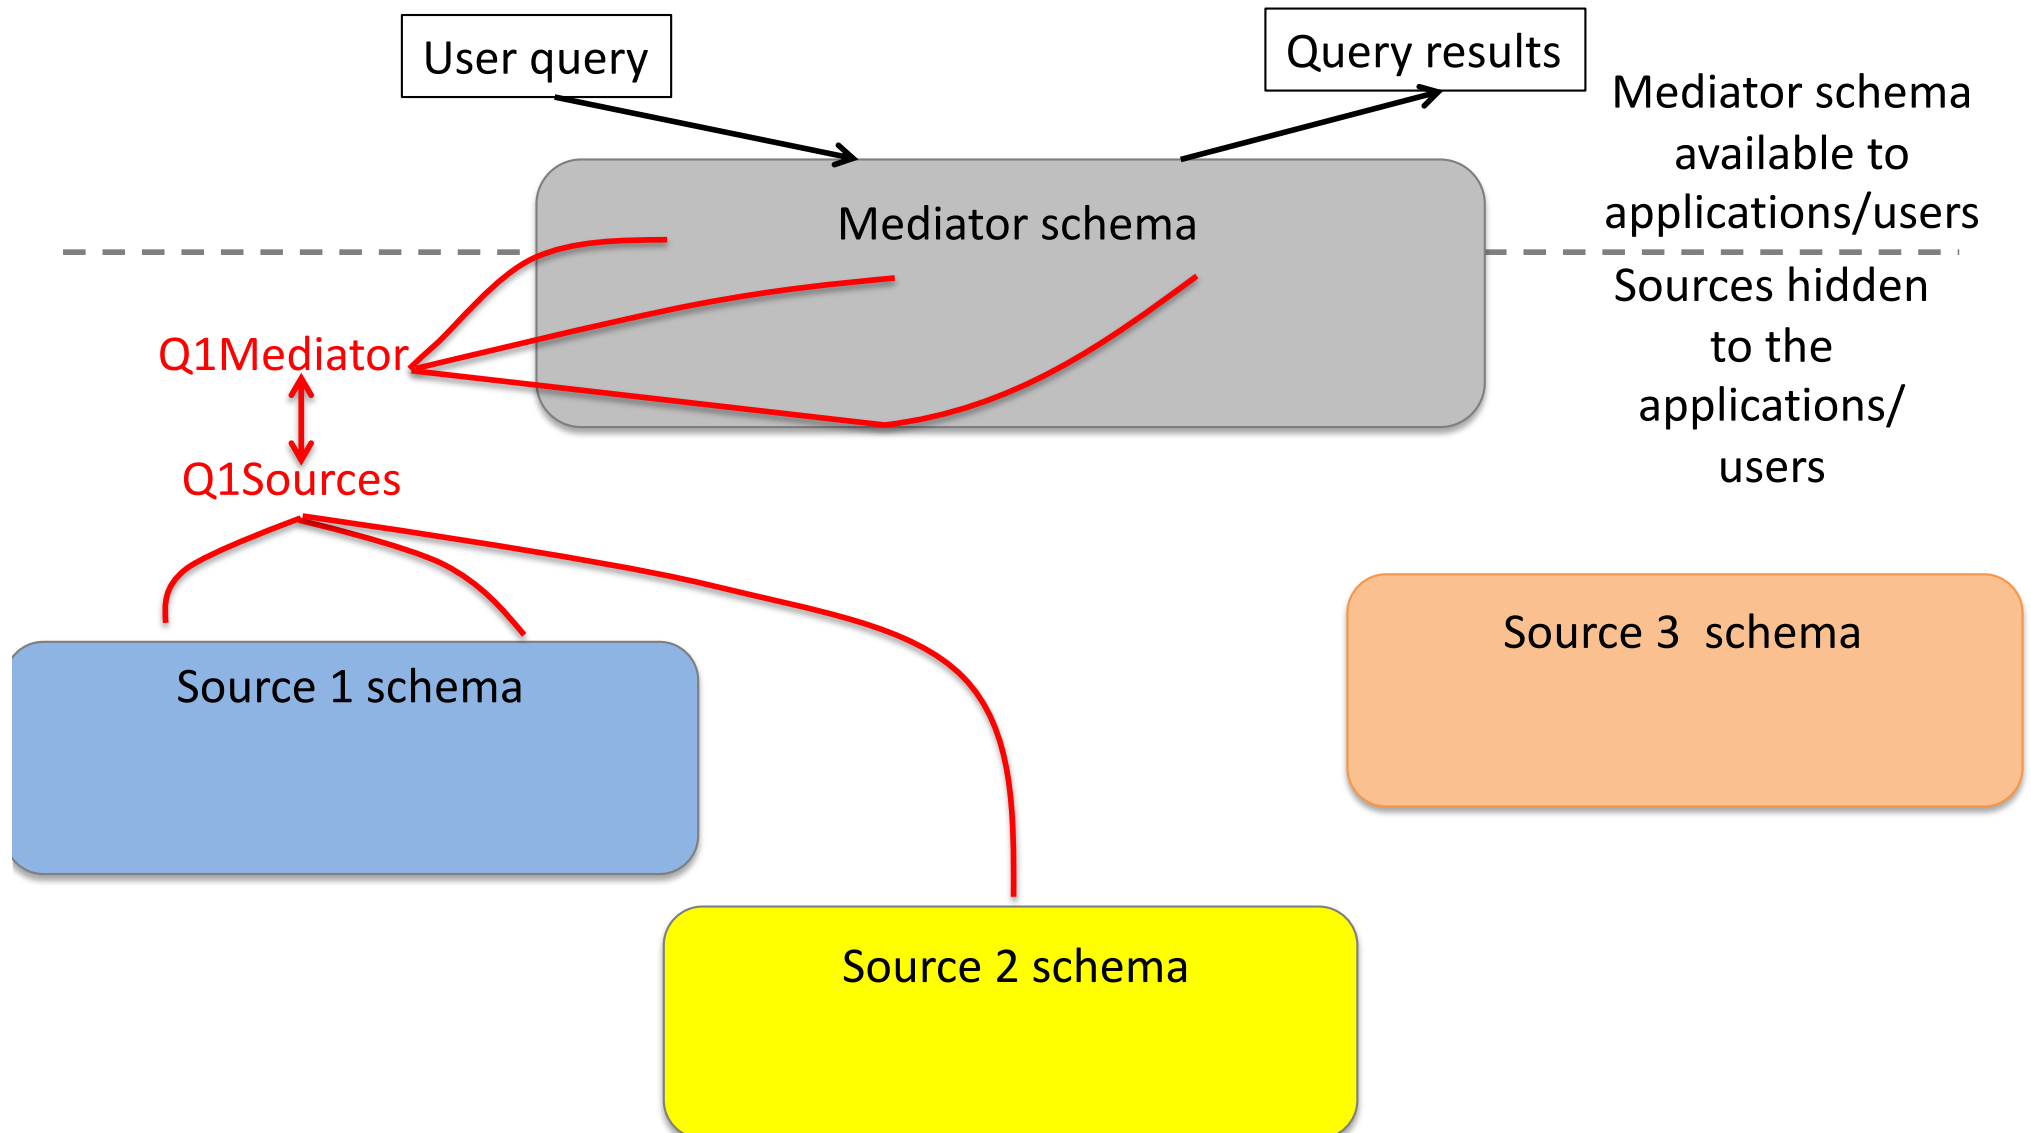 User query
Query results
Mediator schema
available to
applications/users
Mediator schema
Sources hidden
to the
applications/
users
Q1Mediator
Q1Sources
Source 3  schema
Source 1 schema
Source 2 schema